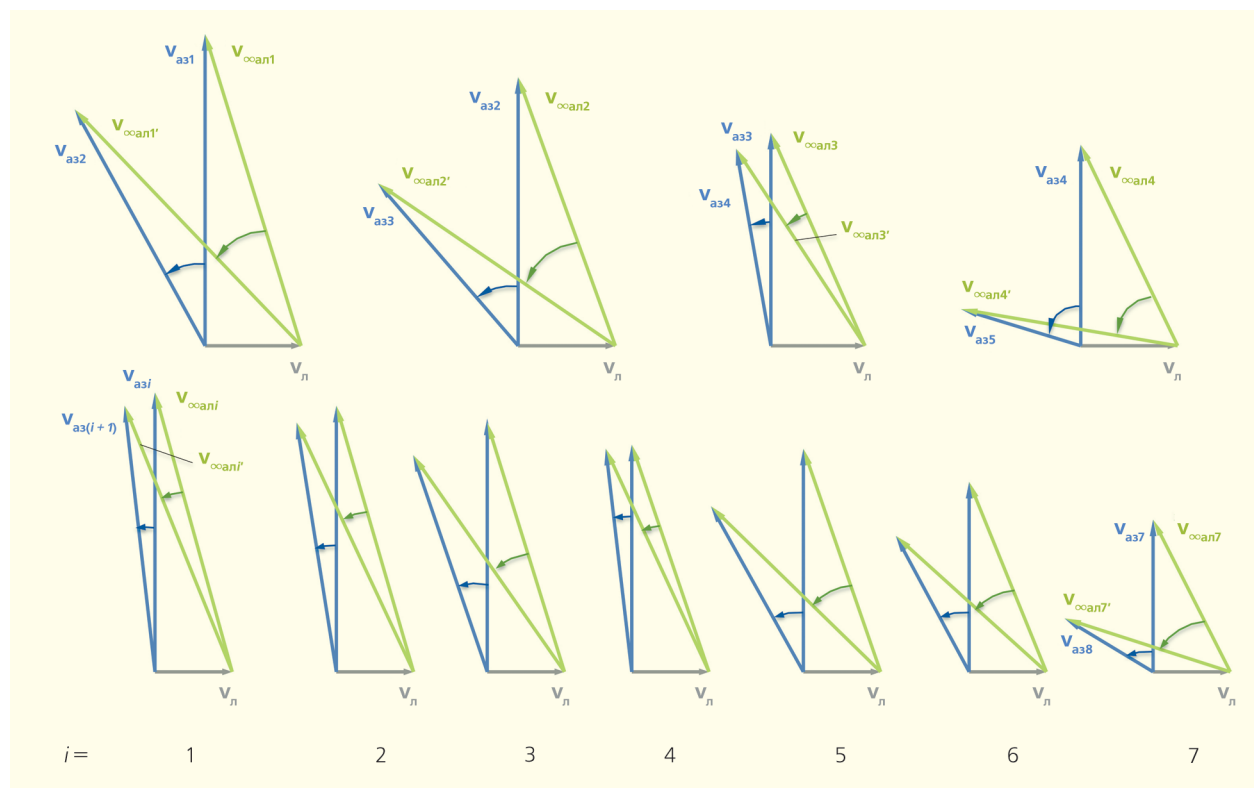 vаз1 v∞ал1
v∞ал1′
vаз2
vл
vаз2 v∞ал2
v∞ал2′
vаз3
vл
vаз3 v∞ал3
vаз4
v∞ал3′
vл
vаз4 v∞ал4
v∞ал4′
vаз5
vл
vазi v∞алi
vаз(i + 1)
v∞алi′
vл
vл
vл
vл
vл
vл
vаз7 v∞ал7
v∞ал7′
vаз8
vл
i = 1 2 3 4 5 6 7